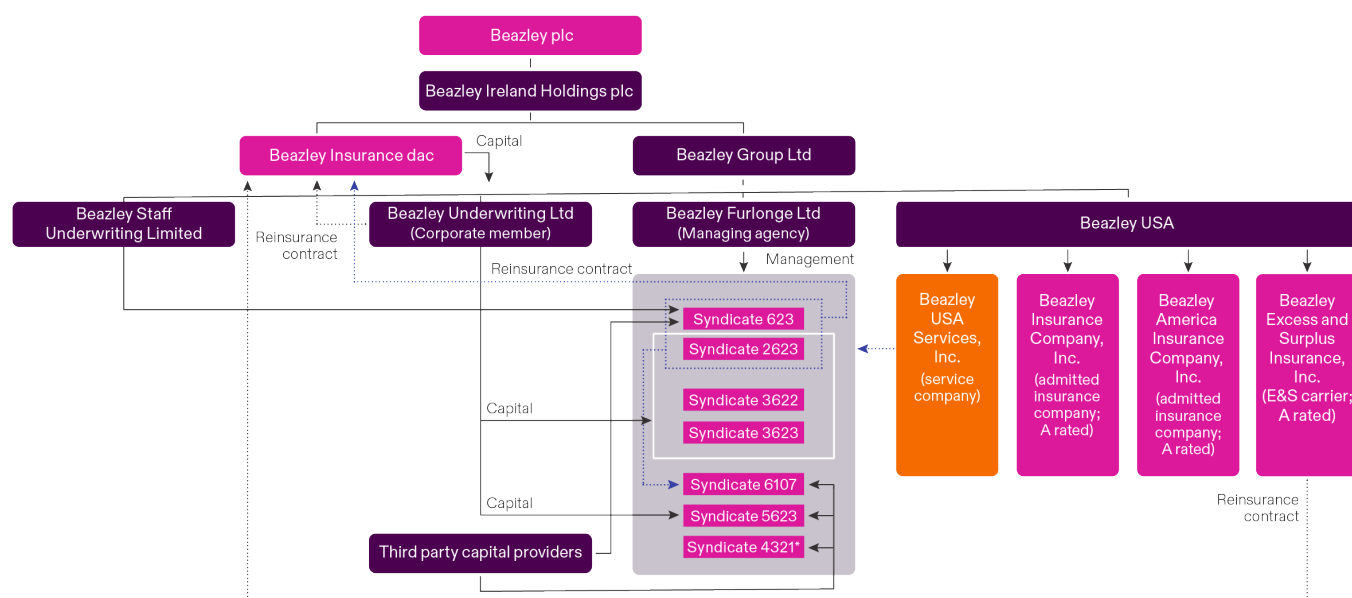 Beazley plc
Beazley Ireland Holdings plc
Beazley Insurance dac
Capital
Beazley Group Ltd
Beazley Staff
Underwriting Limited
Reinsurance
contract
Beazley Underwriting Ltd
(Corporate member)
Beazley Furlonge Ltd
(Managing agency)
Beazley USA
Reinsurance contract
Management
Syndicate 623
Syndicate 2623
Capital
Syndicate 3622
Syndicate 3623
Capital
Syndicate 6107
Syndicate 5623
Syndicate 4321*
Third party capital providers
Beazley
USA
Services,
Inc.
(service
company)
Beazley
Insurance
Company,
Inc.
(admitted
insurance
company;
A rated)
Beazley
America
Insurance
Company,
Inc.
(admitted
insurance
company;
A rated)
Beazley
Excess and
Surplus
Insurance,
Inc.
(E&S carrier;
A rated)
Reinsurance
contract